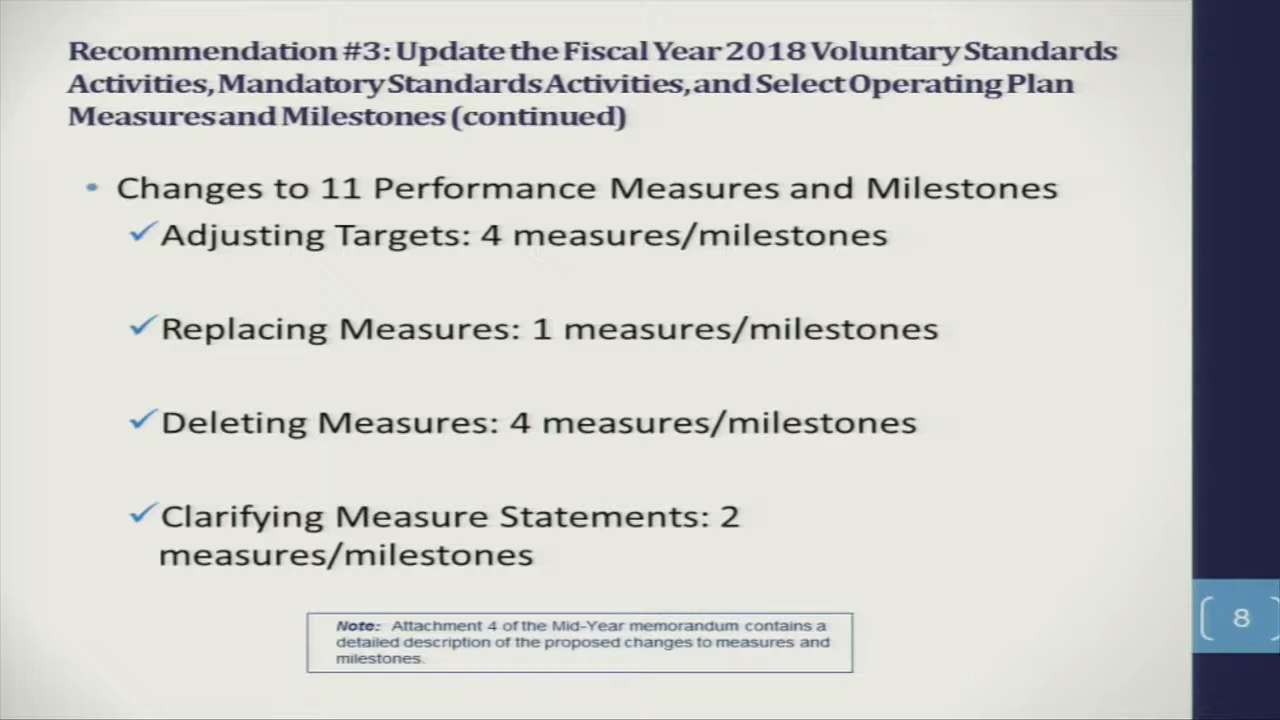 Recommendation #3: Update the Fiscal Year 2018 Voluntary Standards
Activities, Mandatory Standards Activities, and Select Operating Plan
Measures and Milestones (continued)
• Changes to 11 Performance Measures and Milestones
✓Adjusting Targets: 4 measures/milestones
✓Replacing Measures: 1 measures/milestones
✓Deleting Measures: 4 measures/milestones
✓Clarifying Measure Statements: 2
measures/milestones
Note: Attachment 4 of the Mid-Year memorandum contains a
detailed description of the proposed changes to measures and
milestones.
8